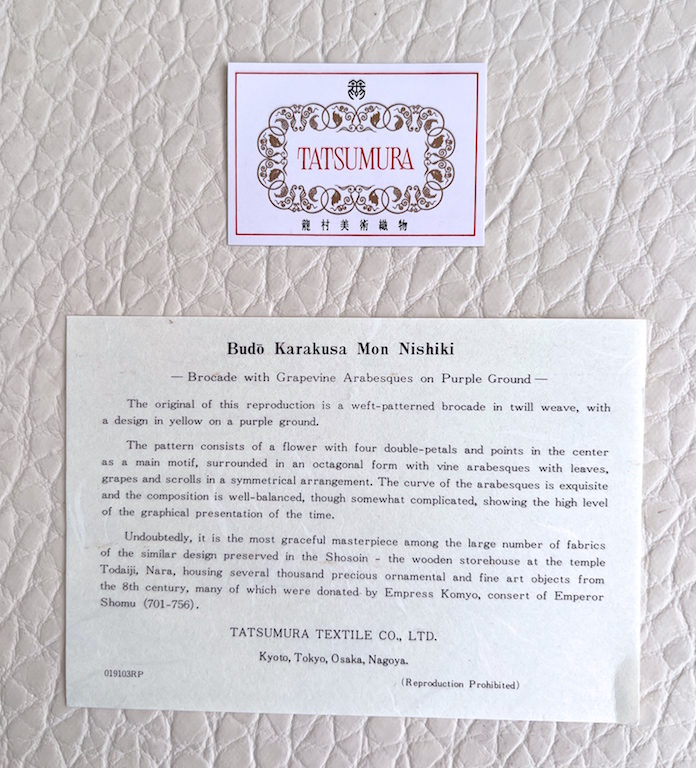 TATSUMURA
龍村美術織物
Budō Karakusa Mon Nishiki
— Brocade with Grapevine Arabesques on Purple Ground —
The original of this reproduction is a weft-patterned brocade in twill weave, with
a design in yellow on a purple ground.
The pattern consists of a flower with four double-petals and points in the center
as a main motif, surrounded in an octagonal form with vine arabesques with leaves,
grapes and scrolls in a symmetrical arrangement. The curve of the arabesques is exquisite
and the composition is well-balanced, though somewhat complicated, showing the high level
of the graphical presentation of the time.
Undoubtedly, it is the most graceful masterpiece among the large number of fabrics
of the similar design preserved in the Shosoin - the wooden storehouse at the temple
Todaiji, Nara, housing several thousand precious ornamental and fine art objects from
the 8th century, many of which were donated by Empress Komyo, consert of Emperor
Shomu (701-756).
TATSUMURA TEXTILE CO., LTD.
Kyoto, Tokyo, Osaka, Nagoya.
019103RP
(Reproduction Prohibited)